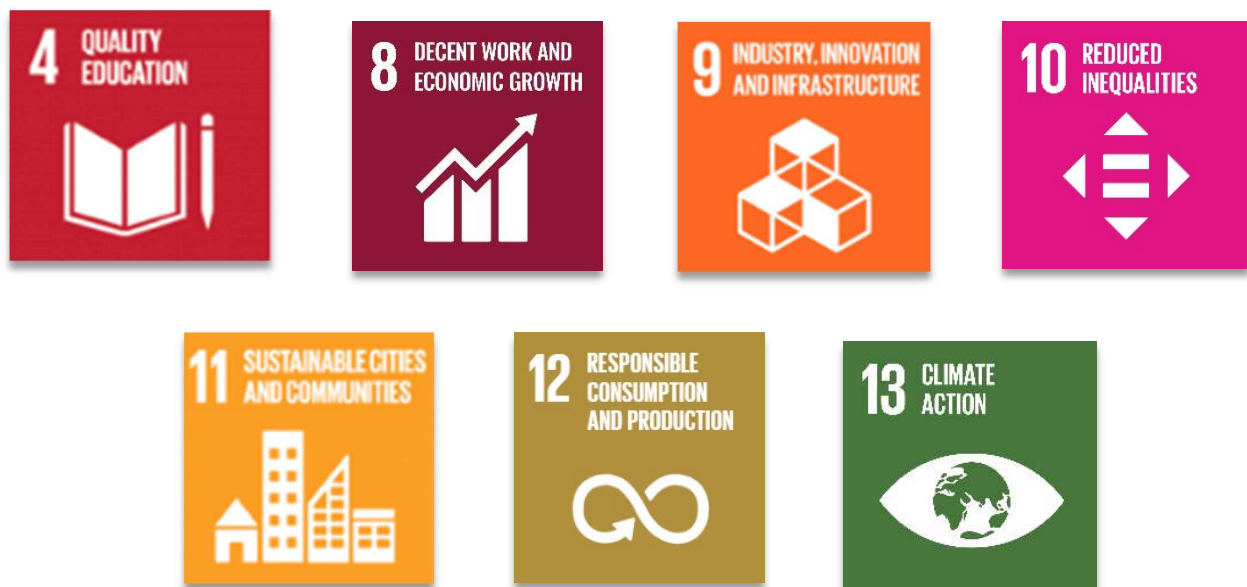 4 QUALITY
EDUCATION
8 DECENT WORK AND
ECONOMIC GROWTH
9 INDUSTRY, INNOVATION
AND INFRASTRUCTURE
10 REDUCED
INEQUALITIES
11 SUSTAINABLE CITIES
AND COMMUNITIES
12 RESPONSIBLE
CONSUMPTION
AND PRODUCTION
13 CLIMATE
ACTION